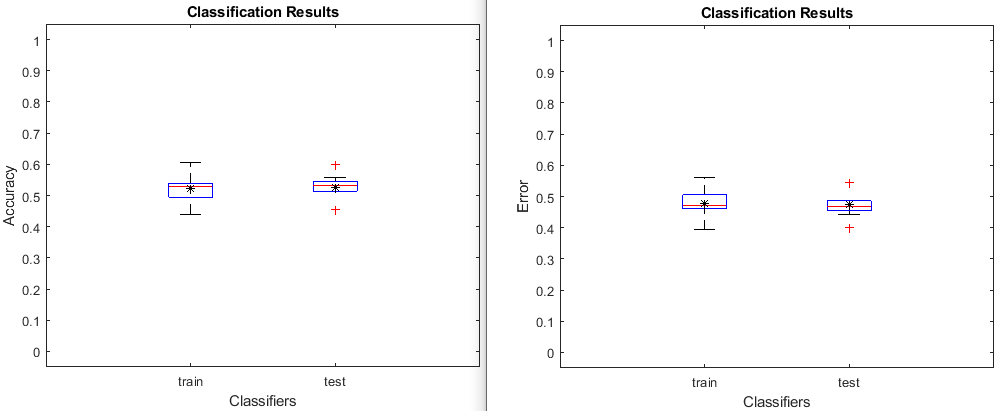 Classification Results
Accuracy
1
0.9
0.8
0.7
0.6
0.5
0.4
0.3
0.2
0.1
0
train test
Classifiers
Classification Results
Error
1
0.9
0.8
0.7
0.6
0.5
0.4
0.3
0.2
0.1
0
train test
Classifiers